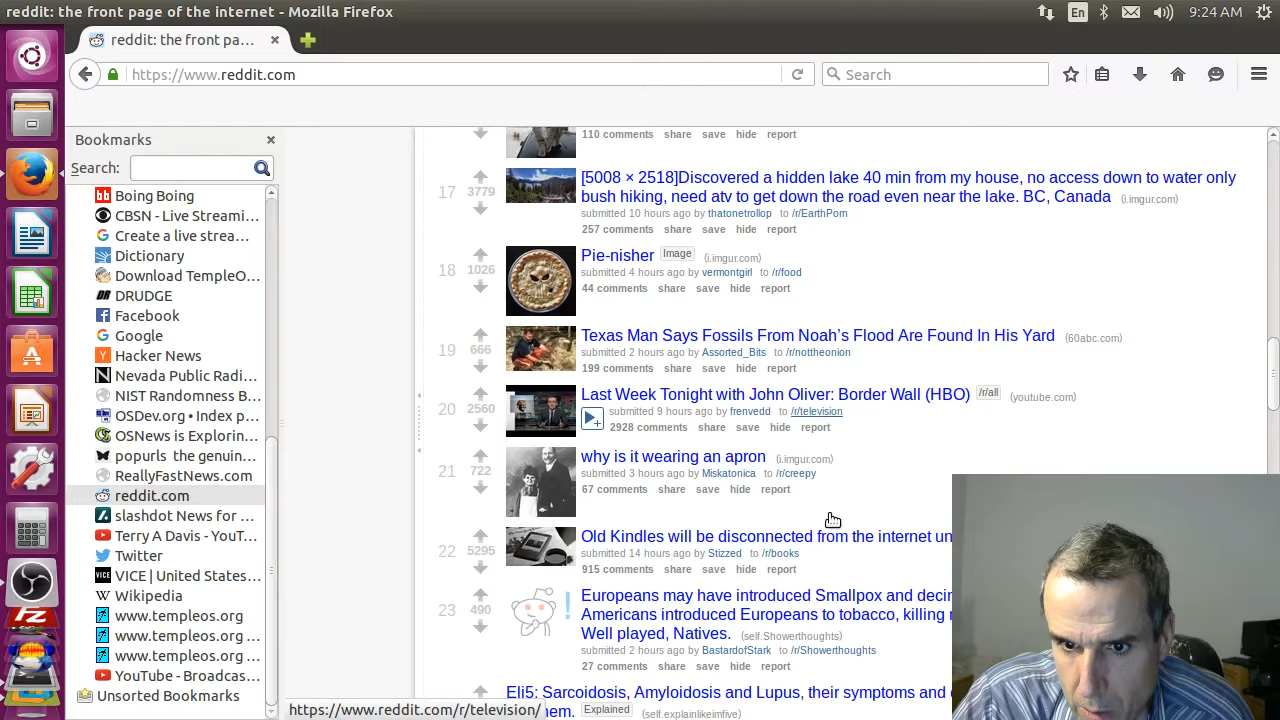 reddit: the front page of the internet - Mozilla Firefox
En
9:24 AM
reddit: the front pa…
https://www.reddit.com
Search
Bookmarks
Search:
Boing Boing
CBSN - Live Streami…
Create a live strea…
Dictionary
Download TempleO…
DRUDGE
Facebook
Google
Hacker News
Nevada Public Radi…
NIST Randomness B…
OSDev.org • Index p…
OSNews is Explorin…
popurls the genuin…
ReallyFastNews.com
reddit.com
slashdot News for …
Terry A Davis - YouT…
Twitter
VICE | United States…
Wikipedia
www.templeos.org
www.templeos.org …
www.templeos.org …
YouTube - Broadcas…
Unsorted Bookmarks
110 comments share save hide report
17 3779
[5008 × 2518]Discovered a hidden lake 40 min from my house, no access down to water only
bush hiking, need atv to get down the road even near the lake. BC, Canada (i.imgur.com)
submitted 10 hours ago by thatonetrollop to /r/EarthPorn
257 comments share save hide report
18 1026
Pie-nisher Image (i.imgur.com)
submitted 4 hours ago by vermontgirl to /r/food
44 comments share save hide report
19 666
Texas Man Says Fossils From Noah's Flood Are Found In His Yard (60abc.com)
submitted 2 hours ago by Assorted_Bits to /r/nottheonion
199 comments share save hide report
20 2560
Last Week Tonight with John Oliver: Border Wall (HBO) /r/all (youtube.com)
submitted 9 hours ago by frenvedd to /r/television
2928 comments share save hide report
21 722
why is it wearing an apron (i.imgur.com)
submitted 3 hours ago by Miskatonica to /r/creepy
67 comments share save hide report
22 5295
Old Kindles will be disconnected from the internet un
submitted 14 hours ago by Stizzed to /r/books
915 comments share save hide report
23 490
Europeans may have introduced Smallpox and decin
Americans introduced Europeans to tobacco, killing
Well played, Natives. (self.Showerthoughts)
submitted 2 hours ago by BastardofStark to /r/Showerthoughts
27 comments share save hide report
Eli5: Sarcoidosis, Amyloidosis and Lupus, their symptoms and
em. Explained (self.explainlikeimfive)
https://www.reddit.com/r/television/